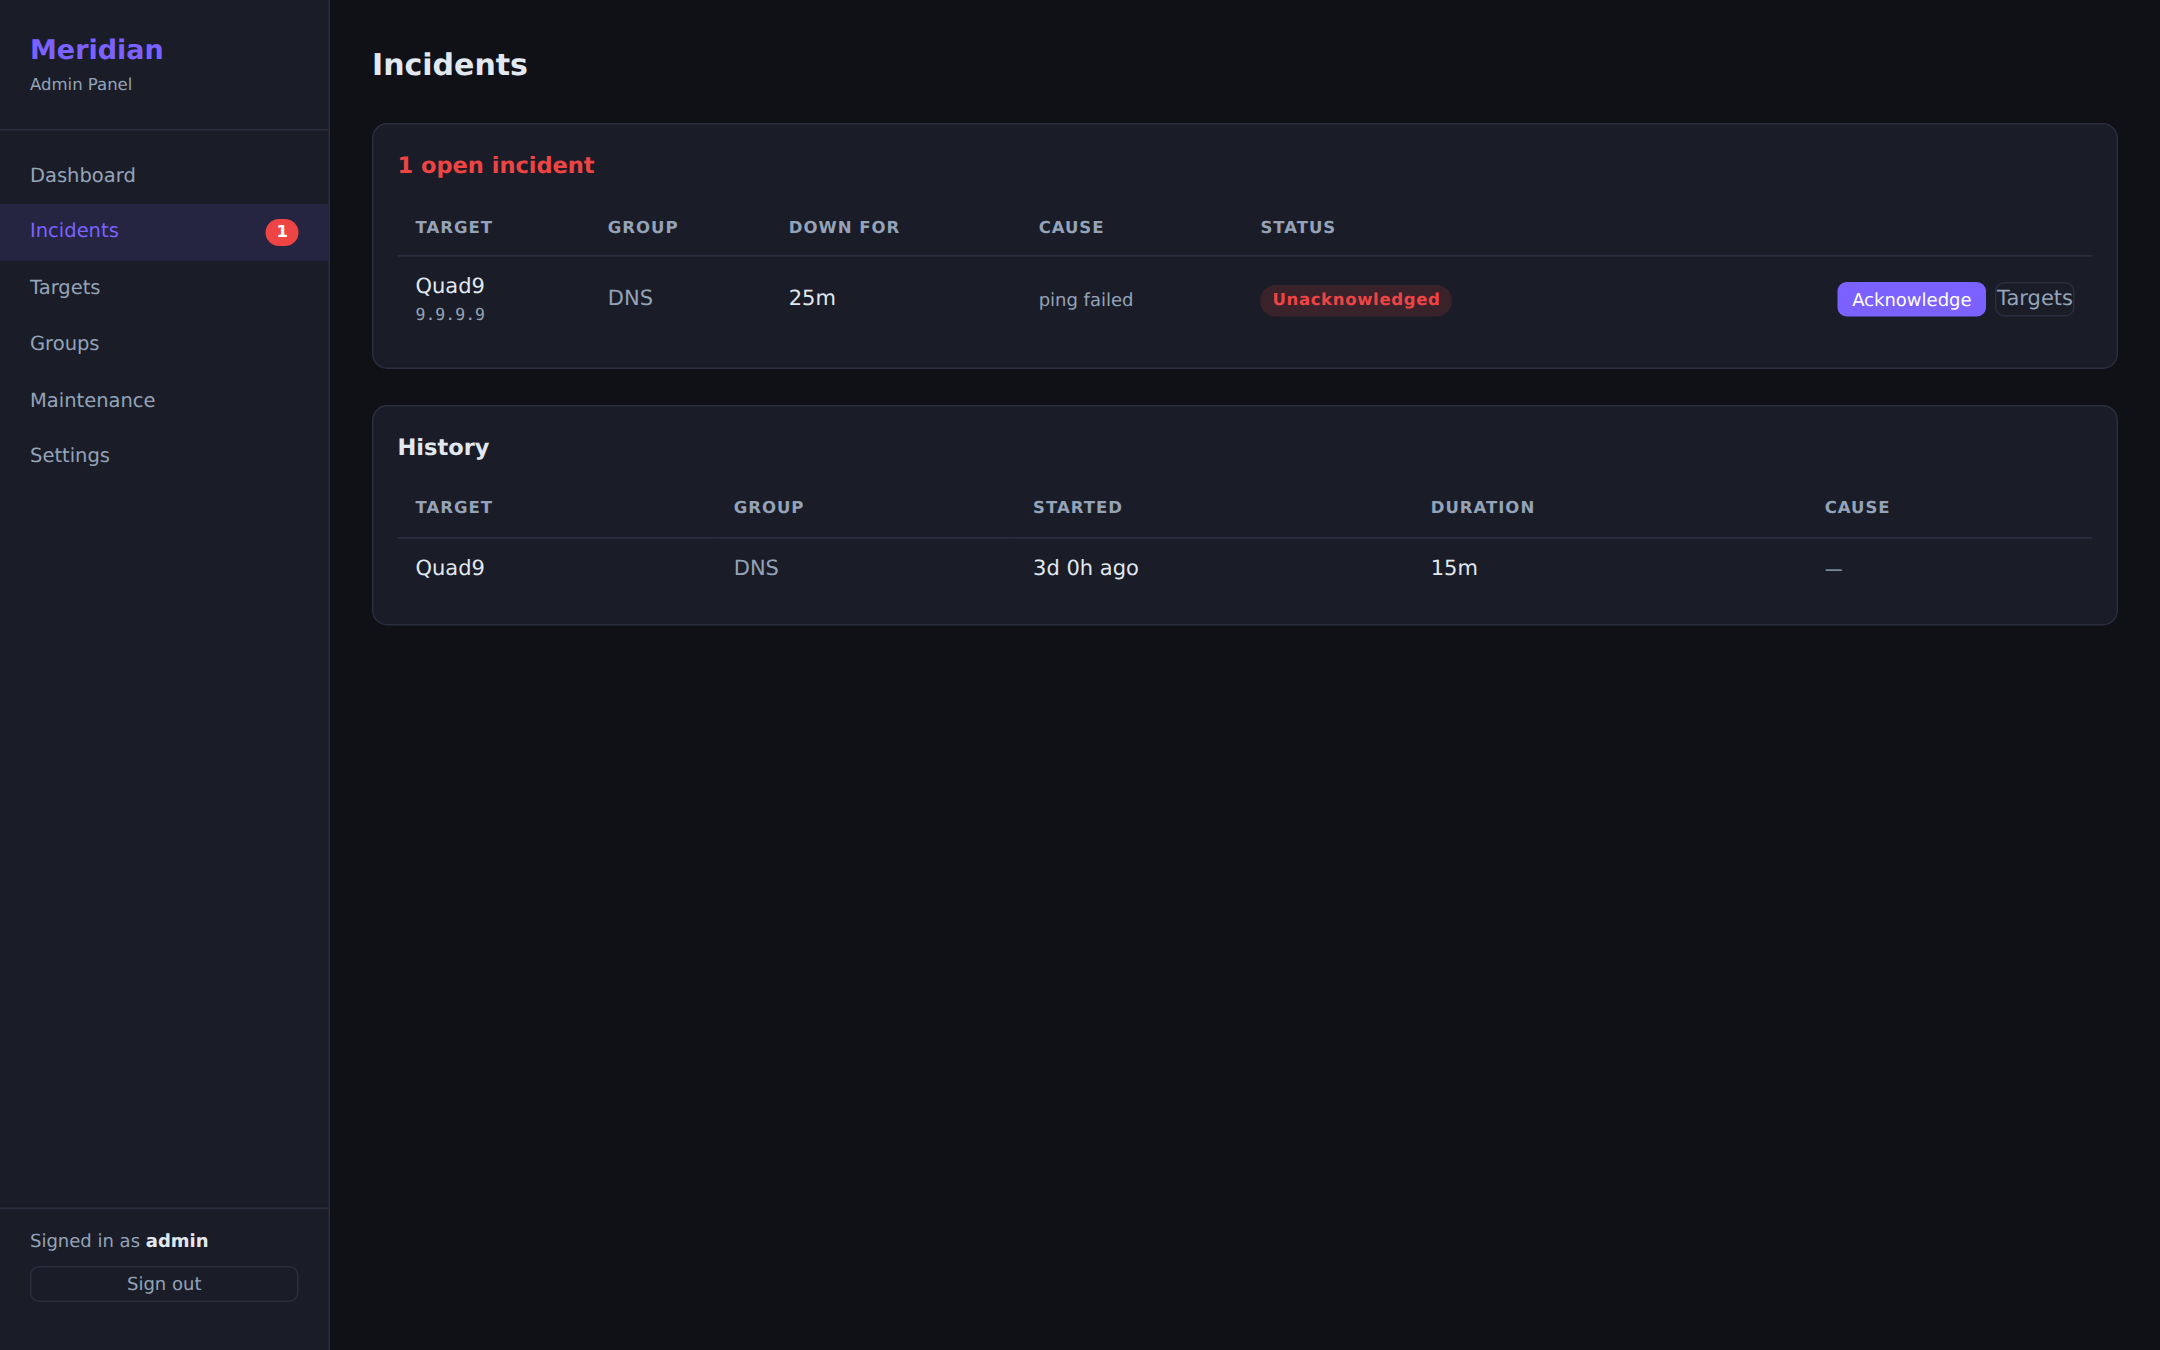 Meridian
Admin Panel
Dashboard
Incidents 1
Targets
Groups
Maintenance
Settings
Signed in as admin
Sign out
Incidents
1 open incident
TARGET GROUP DOWN FOR CAUSE STATUS
Quad9 DNS 25m ping failed Unacknowledged Acknowledge Targets
9.9.9.9
History
TARGET GROUP STARTED DURATION CAUSE
Quad9 DNS 3d 0h ago 15m —